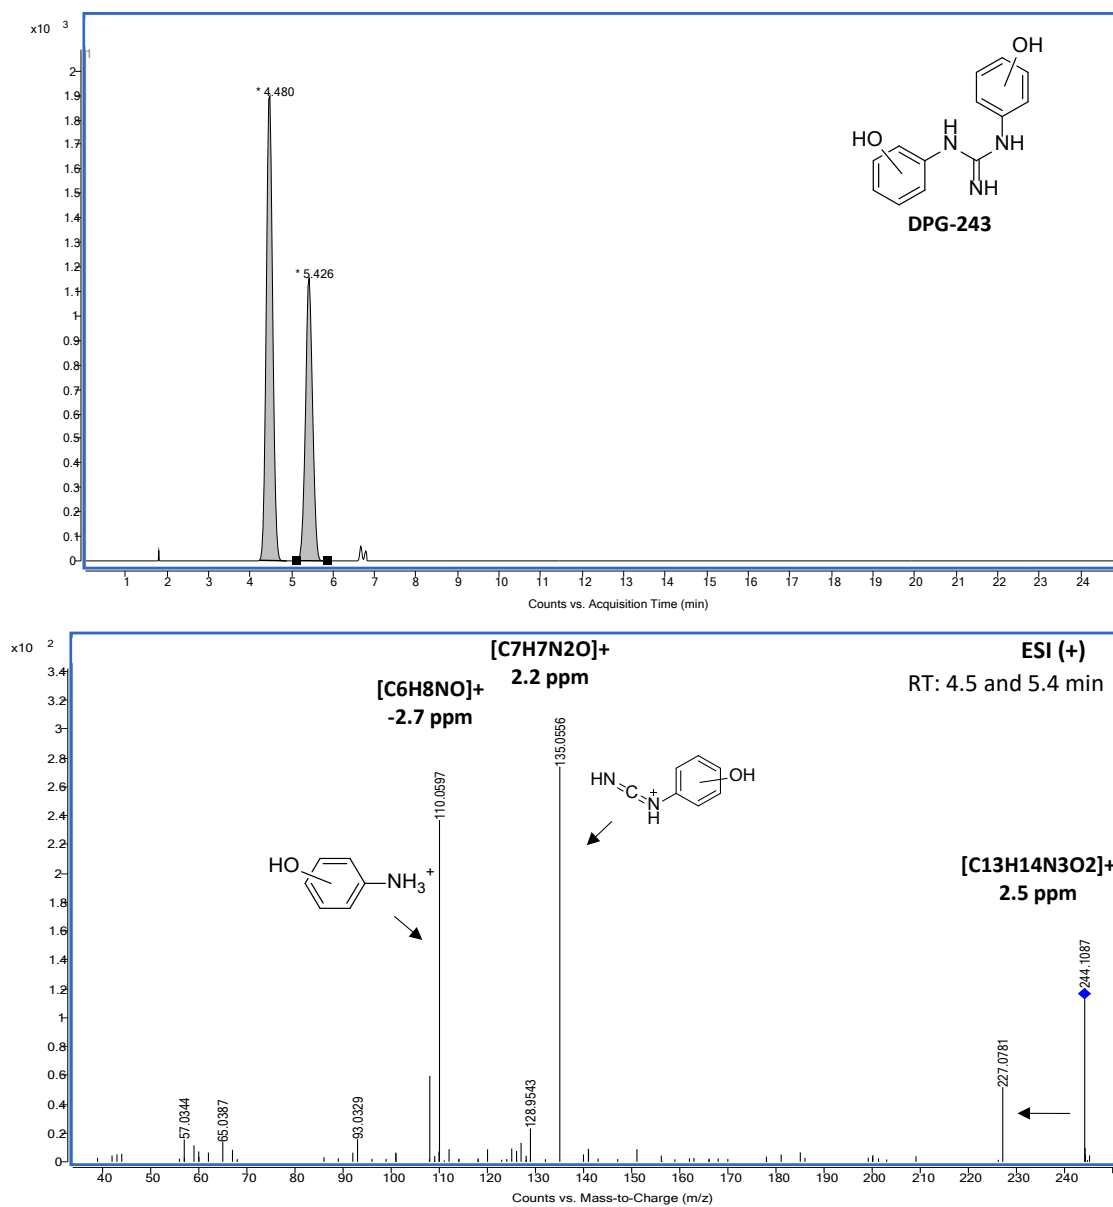 x10 3
1
2
1.9
1.8
1.7
1.6
1.5
1.4
1.3
1.2
1.1
1
0.9
0.8
0.7
0.6
0.5
0.4
0.3
0.2
0.1
0
* 4.480
* 5.426
OH
HO
H
N
NH
NH
DPG-243
1 2 3 4 5 6 7 8 9 10 11 12 13 14 15 16 17 18 19 20 21 22 23 24
Counts vs. Acquisition Time (min)
x10 2
3.4
3.2
3
2.8
2.6
2.4
2.2
2
1.8
1.6
1.4
1.2
1
0.8
0.6
0.4
0.2
0
[C7H7N2O]+
2.2 ppm
[C6H8NO]+
-2.7 ppm
ESI (+)
RT: 4.5 and 5.4 min
[C13H14N3O2]+
2.5 ppm
HN
C
N
+
H
OH
HO
NH3
+
57.0344
65.0387
93.0329
110.0597
128.9543
135.0556
227.0781
244.1087
40 50 60 70 80 90 100 110 120 130 140 150 160 170 180 190 200 210 220 230 240
Counts vs. Mass-to-Charge (m/z)